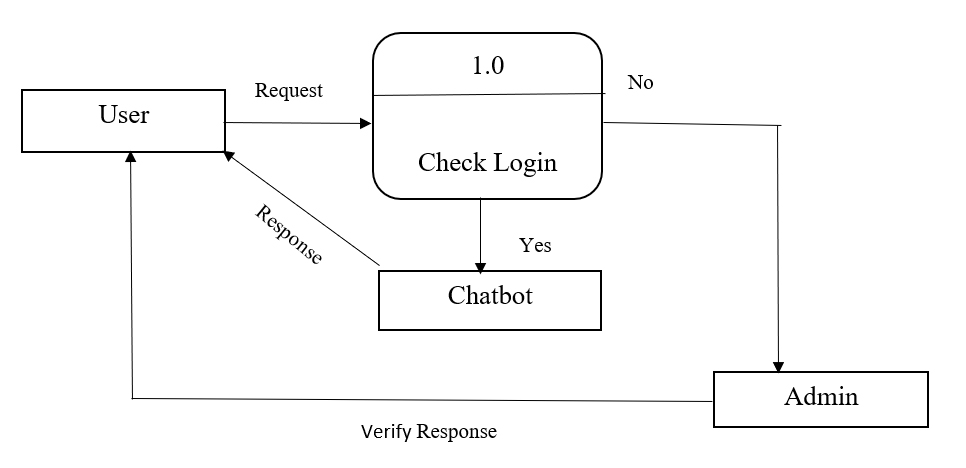 1.0
No
Request
User
Check Login
Response
Yes
Chatbot
Admin
Verify Response